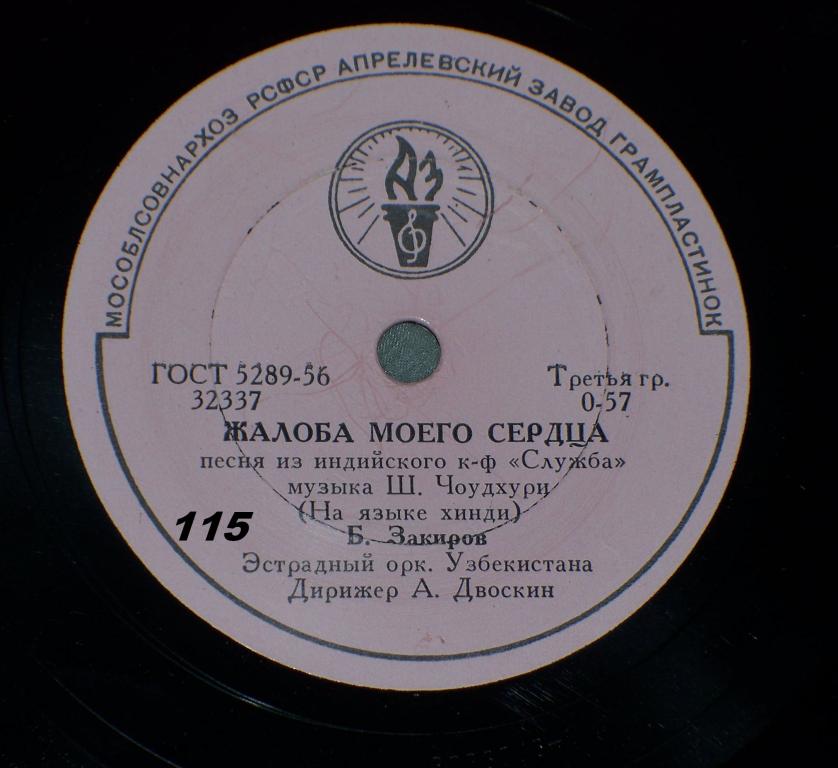 МОСОБЛСОВНАРХОЗ РСФСР АПРЕЛЕВСКИЙ ЗАВОД ГРАМПЛАСТИНОК
АЗ
ГОСТ 5289-56
32337
Третья гр.
0-57
ЖАЛОБА МОЕГО СЕРДЦА
песня из индийского к-ф «Служба»
музыка Ш. Чоудхури
(На языке хинди)
115
Б. Закиров
Эстрадный орк. Узбекистана
Дирижер А. Двоскин